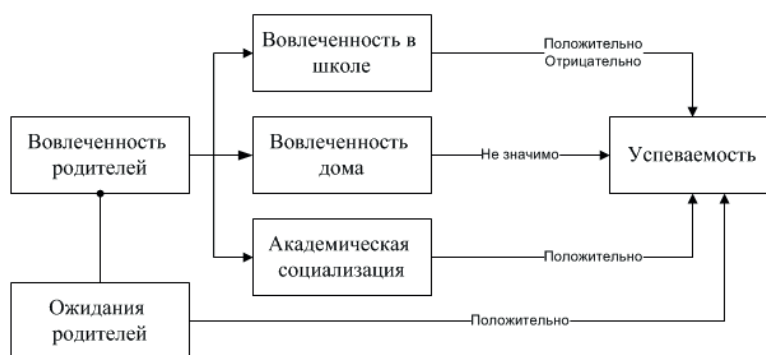 Вовлеченность в
школе
Положительно
Отрицательно
Вовлеченность
родителей
Вовлеченность
дома
Не значимо
Успеваемость
Академическая
социализация
Положительно
Ожидания
родителей
Положительно